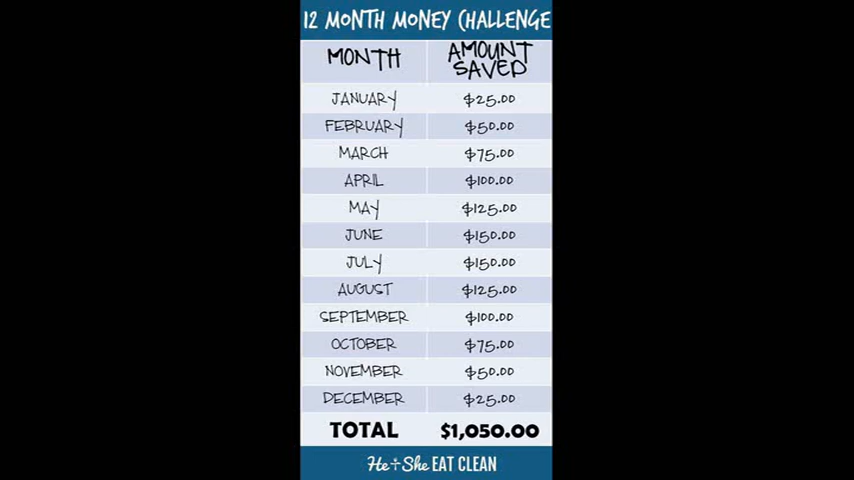 12 MONTH MONEY CHALLENGE
MONTH AMOUNT SAVED
JANUARY $25.00
FEBRUARY $50.00
MARCH $75.00
APRIL $100.00
MAY $125.00
JUNE $150.00
JULY $150.00
AUGUST $125.00
SEPTEMBER $100.00
OCTOBER $75.00
NOVEMBER $50.00
DECEMBER $25.00
TOTAL $1,050.00
He+She EAT CLEAN